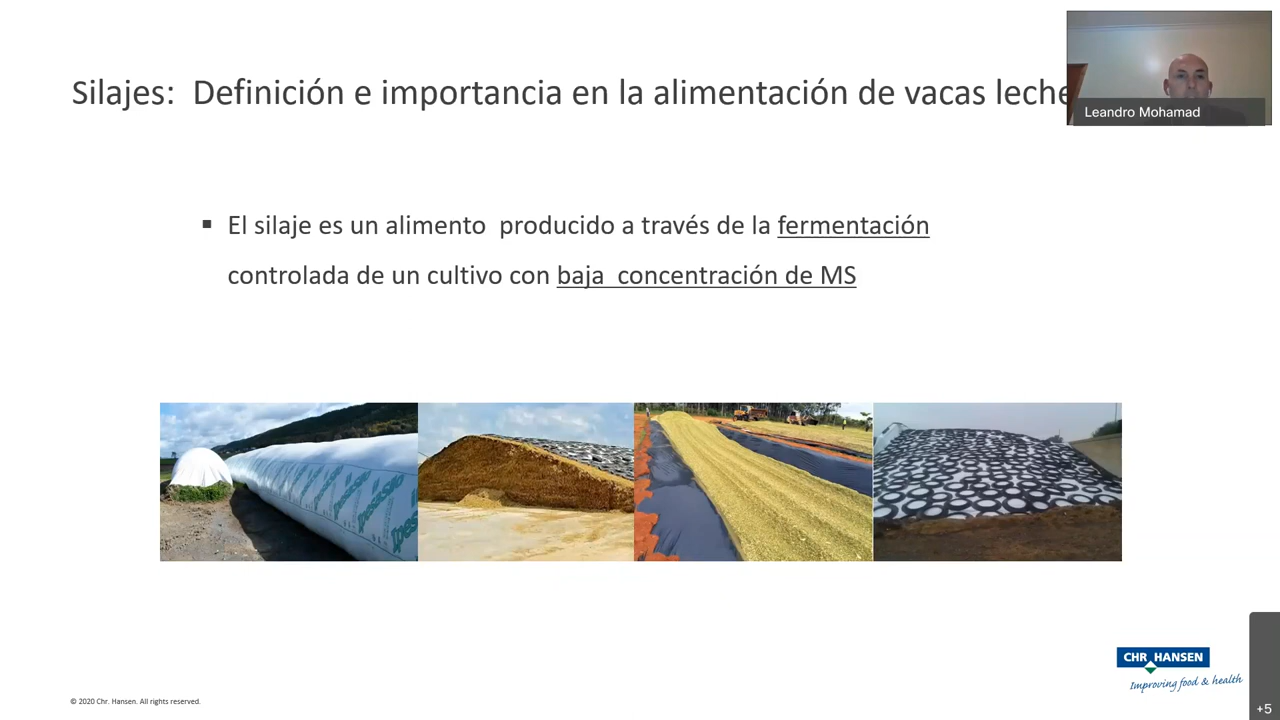 Silajes: Definición e importancia en la alimentación de vacas leche
Leandro Mohamad
▪ El silaje es un alimento producido a través de la fermentación
controlada de un cultivo con baja concentración de MS
CHR HANSEN
Improving food & health
© 2020 Chr. Hansen. All rights reserved.
+5